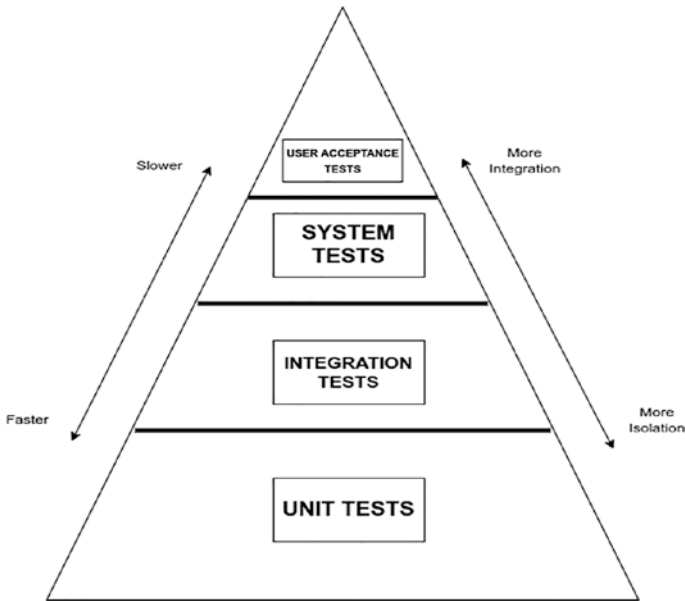 USER ACCEPTANCE
TESTS
Slower
More
Integration
SYSTEM
TESTS
INTEGRATION
TESTS
Faster
More
Isolation
UNIT TESTS